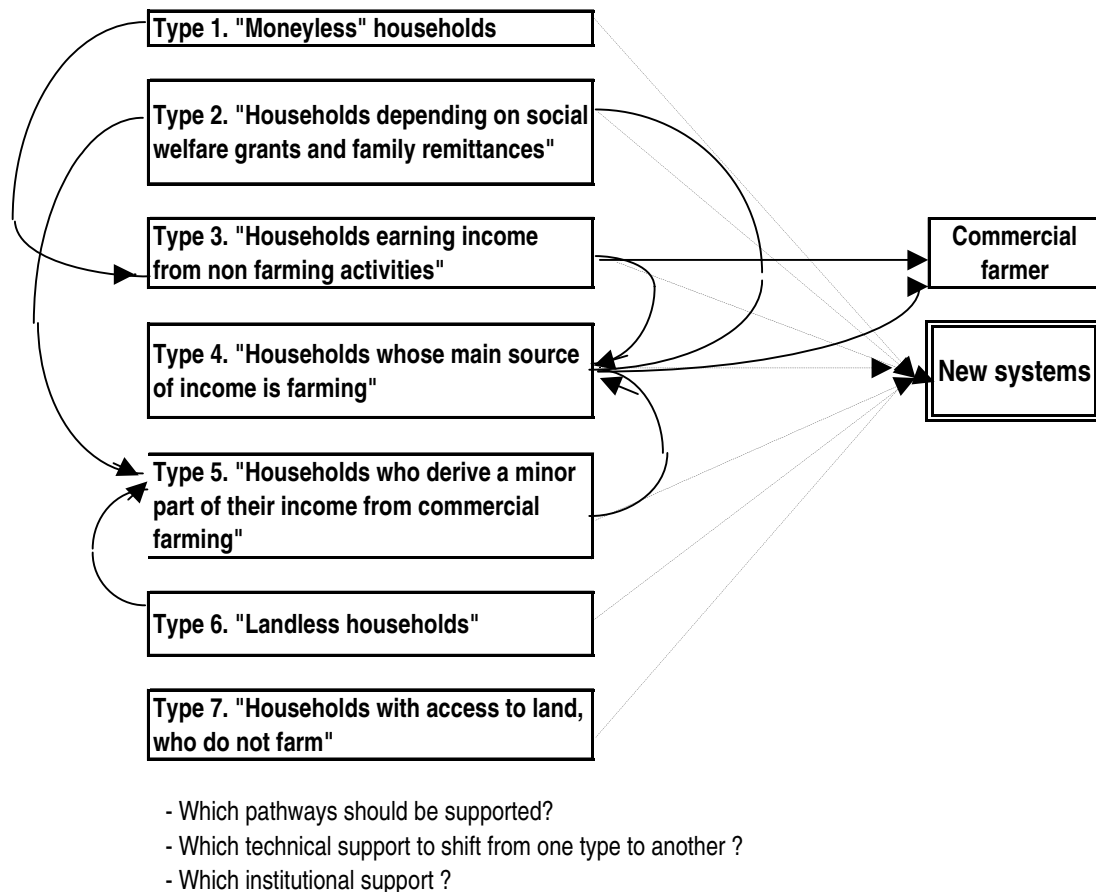 Type 1. "Moneyless" households
Type 2. "Households depending on social
welfare grants and family remittances"
Type 3. "Households earning income
from non farming activities"
Commercial
farmer
Type 4. "Households whose main source
of income is farming"
New systems
Type 5. "Households who derive a minor
part of their income from commercial
farming"
Type 6. "Landless households"
Type 7. "Households with access to land,
who do not farm"
- Which pathways should be supported?
- Which technical support to shift from one type to another ?
- Which institutional support ?